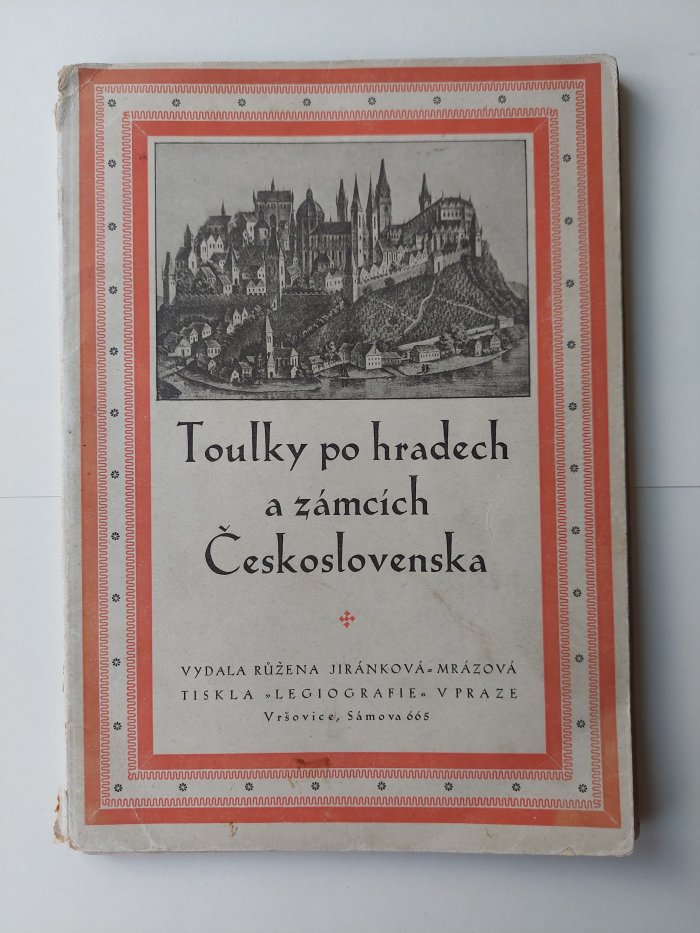 Toulky po hradech
a zámcích
Československa
VYDALA RŮŽENA JIRÁNKOVÁ-MRÁZOVÁ
TISKLA »LEGIOGRAFIE« V PRAZE
Vršovice, Sámova 665